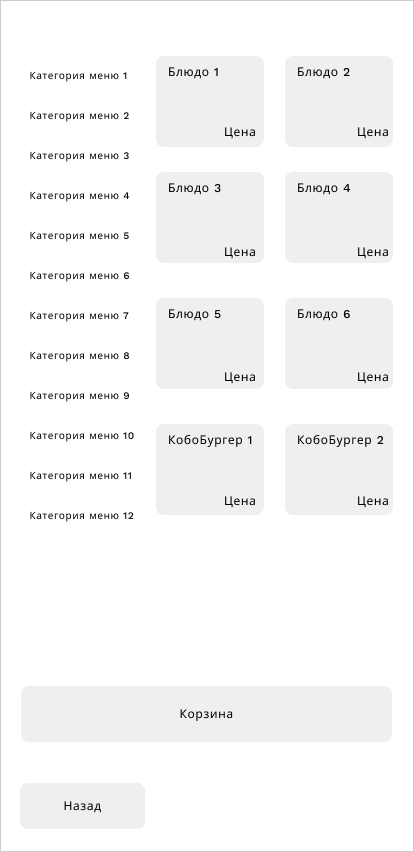 Категория меню 1
Категория меню 2
Категория меню 3
Категория меню 4
Категория меню 5
Категория меню 6
Категория меню 7
Категория меню 8
Категория меню 9
Категория меню 10
Категория меню 11
Категория меню 12
Блюдо 1
Цена
Блюдо 2
Цена
Блюдо 3
Цена
Блюдо 4
Цена
Блюдо 5
Цена
Блюдо 6
Цена
КобоБургер 1
Цена
КобоБургер 2
Цена
Корзина
Назад